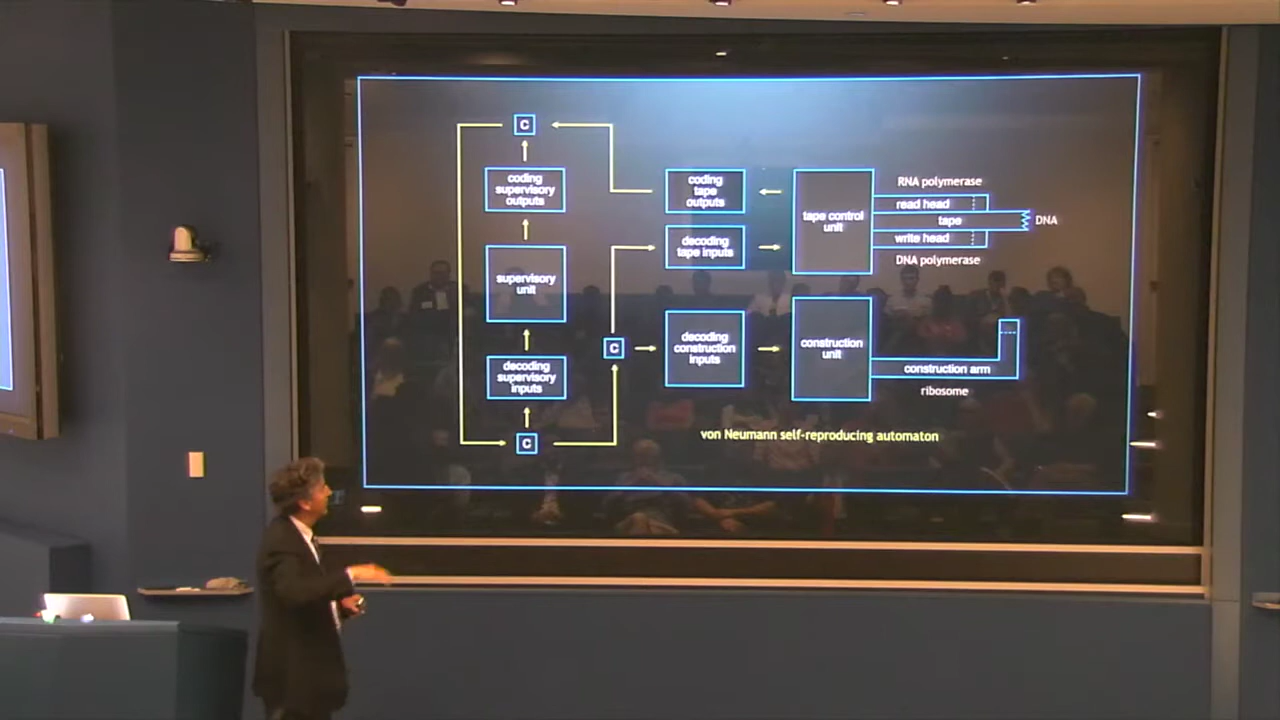 C
coding
supervisory
outputs
supervisory
unit
decoding
supervisory
inputs
C
C
coding
tape
outputs
decoding
tape inputs
decoding
construction
inputs
tape control
unit
construction
unit
RNA polymerase
read head
tape
DNA
write head
DNA polymerase
construction arm
ribosome
von Neumann self-reproducing automaton